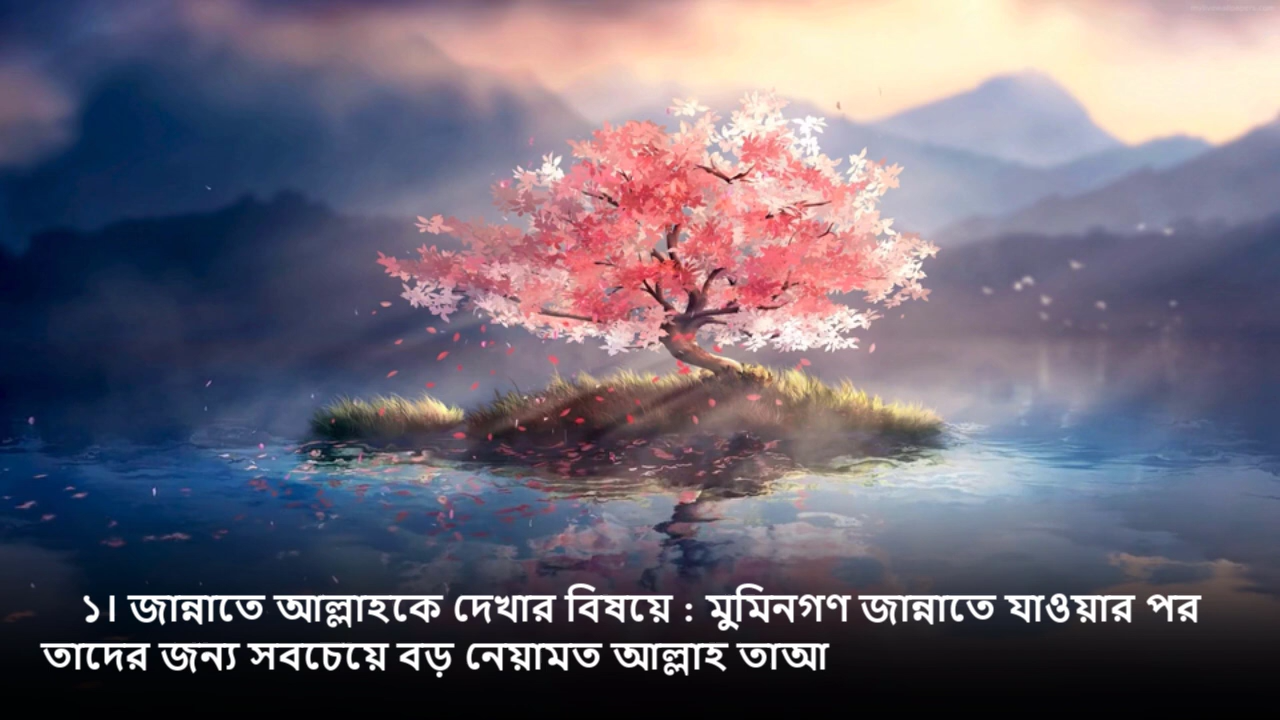 ১। জান্নাতে আল্লাহকে দেখার বিষয়ে : মুমিনগণ জান্নাতে যাওয়ার পর
তাদের জন্য সবচেয়ে বড় নেয়ামত আল্লাহ তাআ